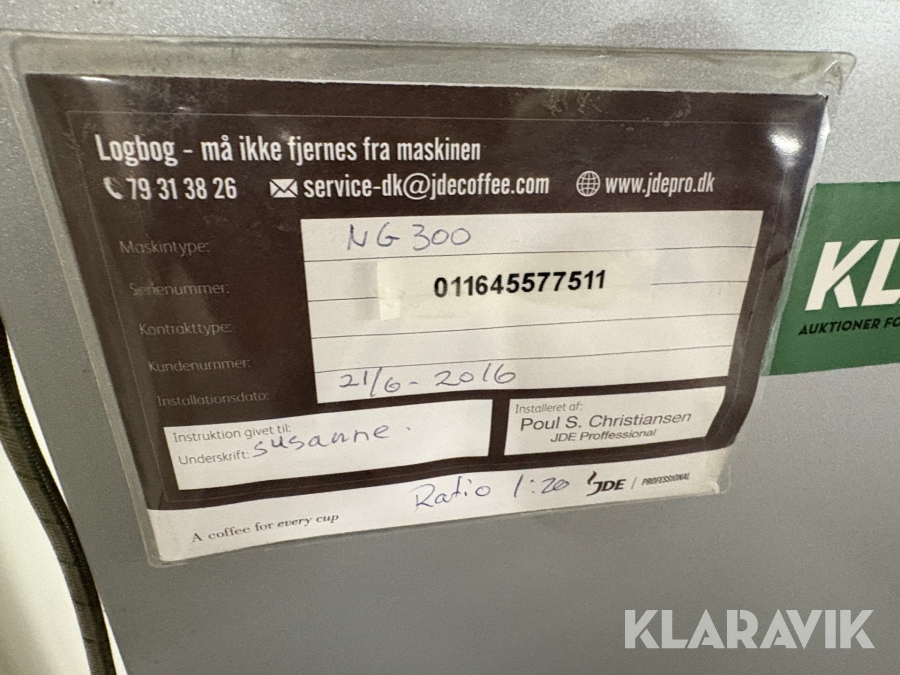 Logbog - må ikke fjernes fra maskinen
79 31 38 26 service-dk@jdecoffee.com www.jdepro.dk
Maskintype: NG 300
Serienummer: 011645577511
Kontrakttype:
Kundenummer:
Installationsdato: 21/6-2016
Instruktion givet til:
Underskrift: susanne.
Installeret af:
Poul S. Christiansen
JDE Proffessional
Ratio 1:20 JDE / PROFESSIONAL
A coffee for every cup
KL
AUKTIONER FO
KLARAVIK